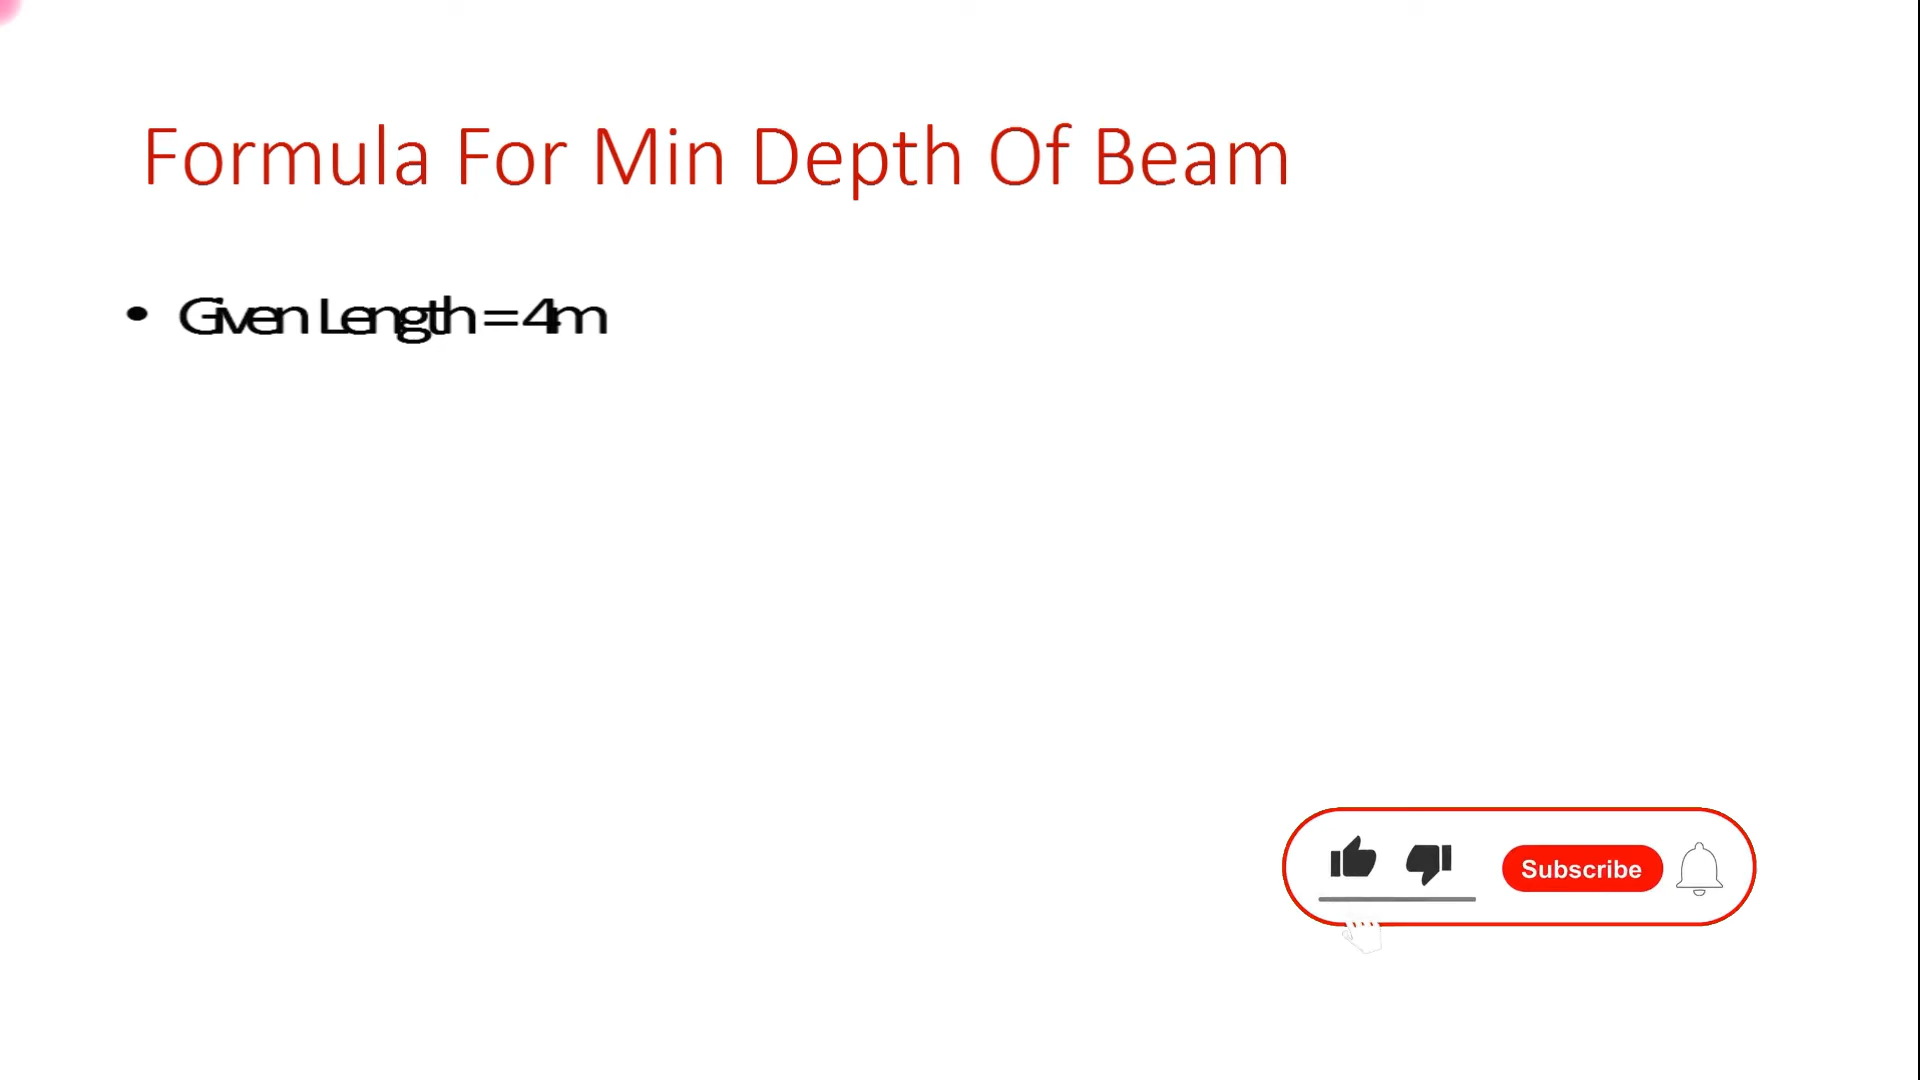 Formula For Min Depth Of Beam
• Given Length = 4m
Subscribe